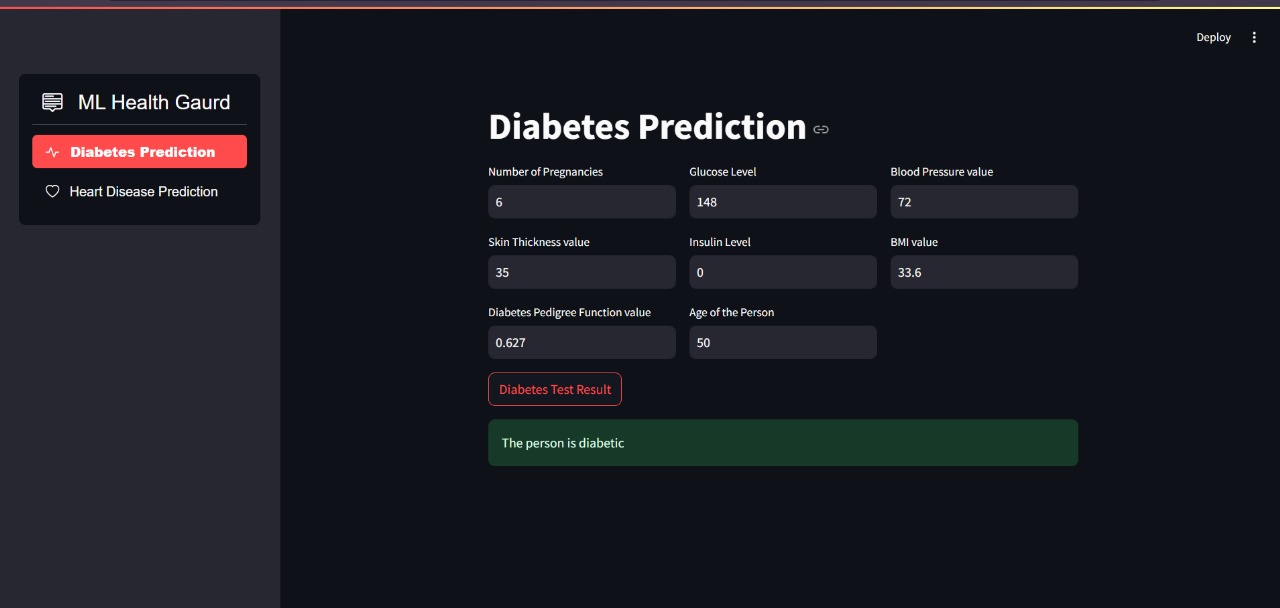 Deploy
ML Health Gaurd
Diabetes Prediction
Heart Disease Prediction
Diabetes Prediction
Number of Pregnancies Glucose Level Blood Pressure value
6 148 72
Skin Thickness value Insulin Level BMI value
35 0 33.6
Diabetes Pedigree Function value Age of the Person
0.627 50
Diabetes Test Result
The person is diabetic